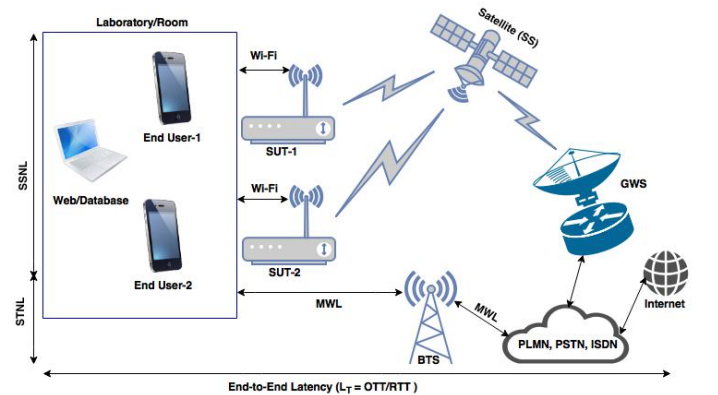 Laboratory/Room
Satellite (SS)
Wi-Fi
End User-1
SUT-1
SSNL
Web/Database
Wi-Fi
GWS
SUT-2
End User-2
STNL
MWL
MWL
Internet
BTS
PLMN, PSTN, ISDN
End-to-End Latency (LT = OTT/RTT )